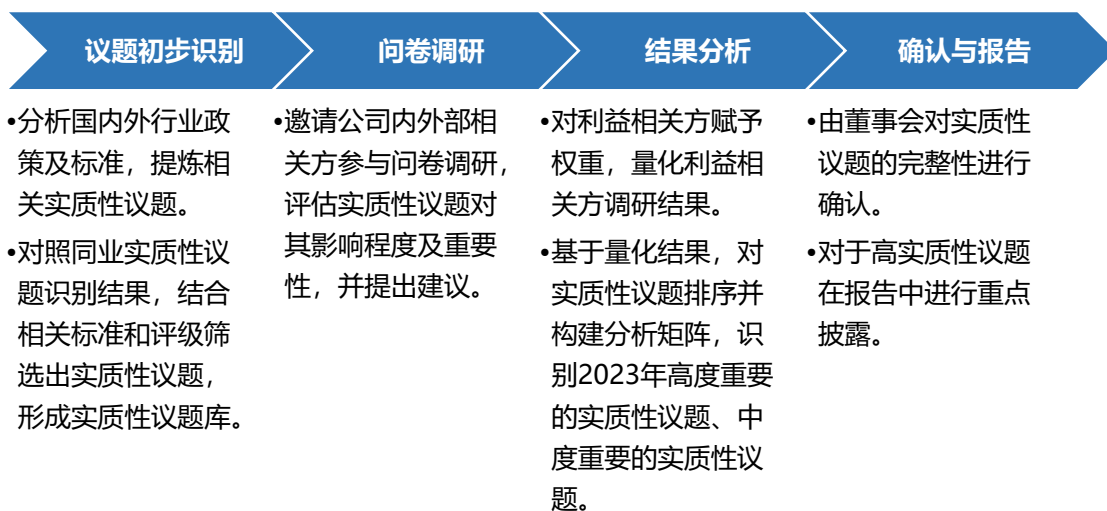 议题初步识别
问卷调研
结果分析
确认与报告
•分析国内外行业政
策及标准，提炼相
关实质性议题。
•对照同业实质性议
题识别结果，结合
相关标准和评级筛
选出实质性议题，
形成实质性议题库。
•邀请公司内外部相
关方参与问卷调研，
评估实质性议题对
其影响程度及重要
性，并提出建议。
•对利益相关方赋予
权重，量化利益相
关方调研结果。
•基于量化结果，对
实质性议题排序并
构建分析矩阵，识
别2023年高度重要
的实质性议题、中
度重要的实质性议
题。
•由董事会对实质性
议题的完整性进行
确认。
•对于高实质性议题
在报告中进行重点
披露。